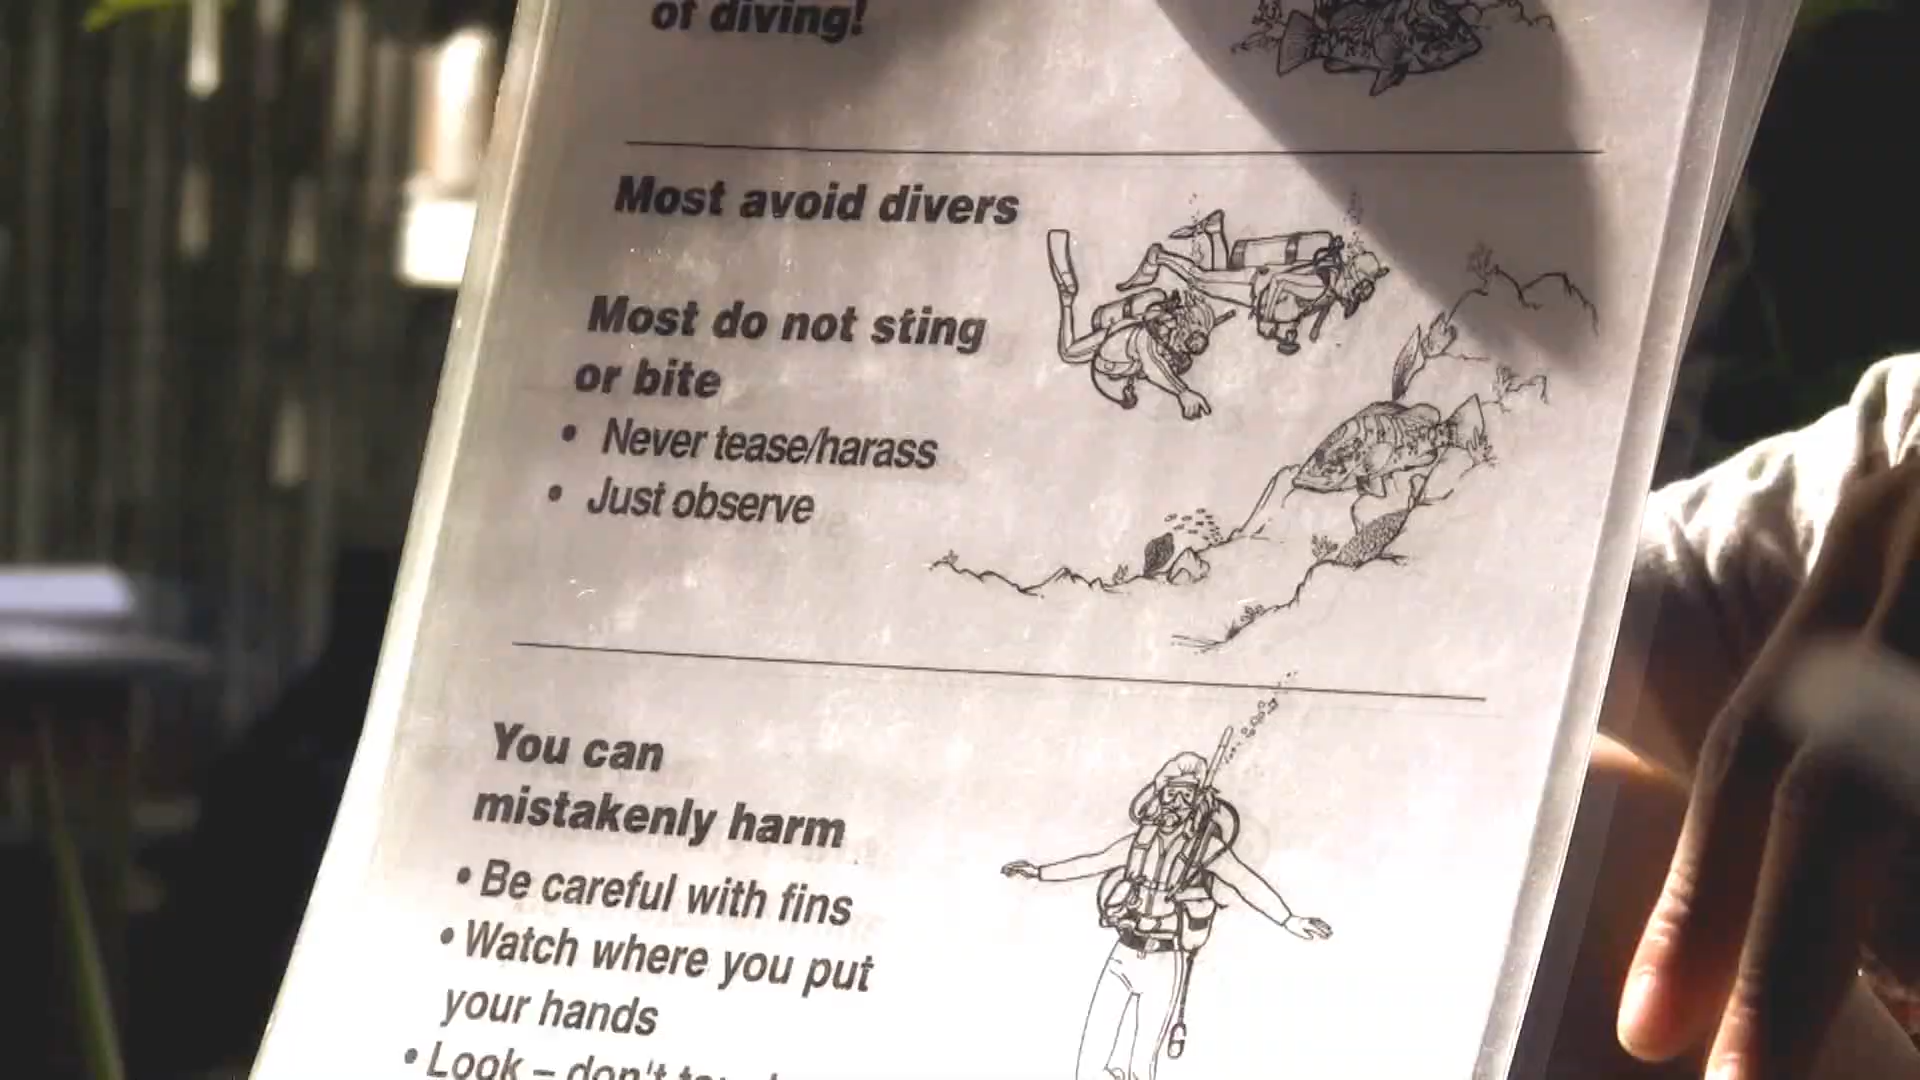 of diving!
Most avoid divers
Most do not sting
or bite
• Never tease/harass
• Just observe
You can
mistakenly harm
• Be careful with fins
• Watch where you put
your hands
• Look – don't